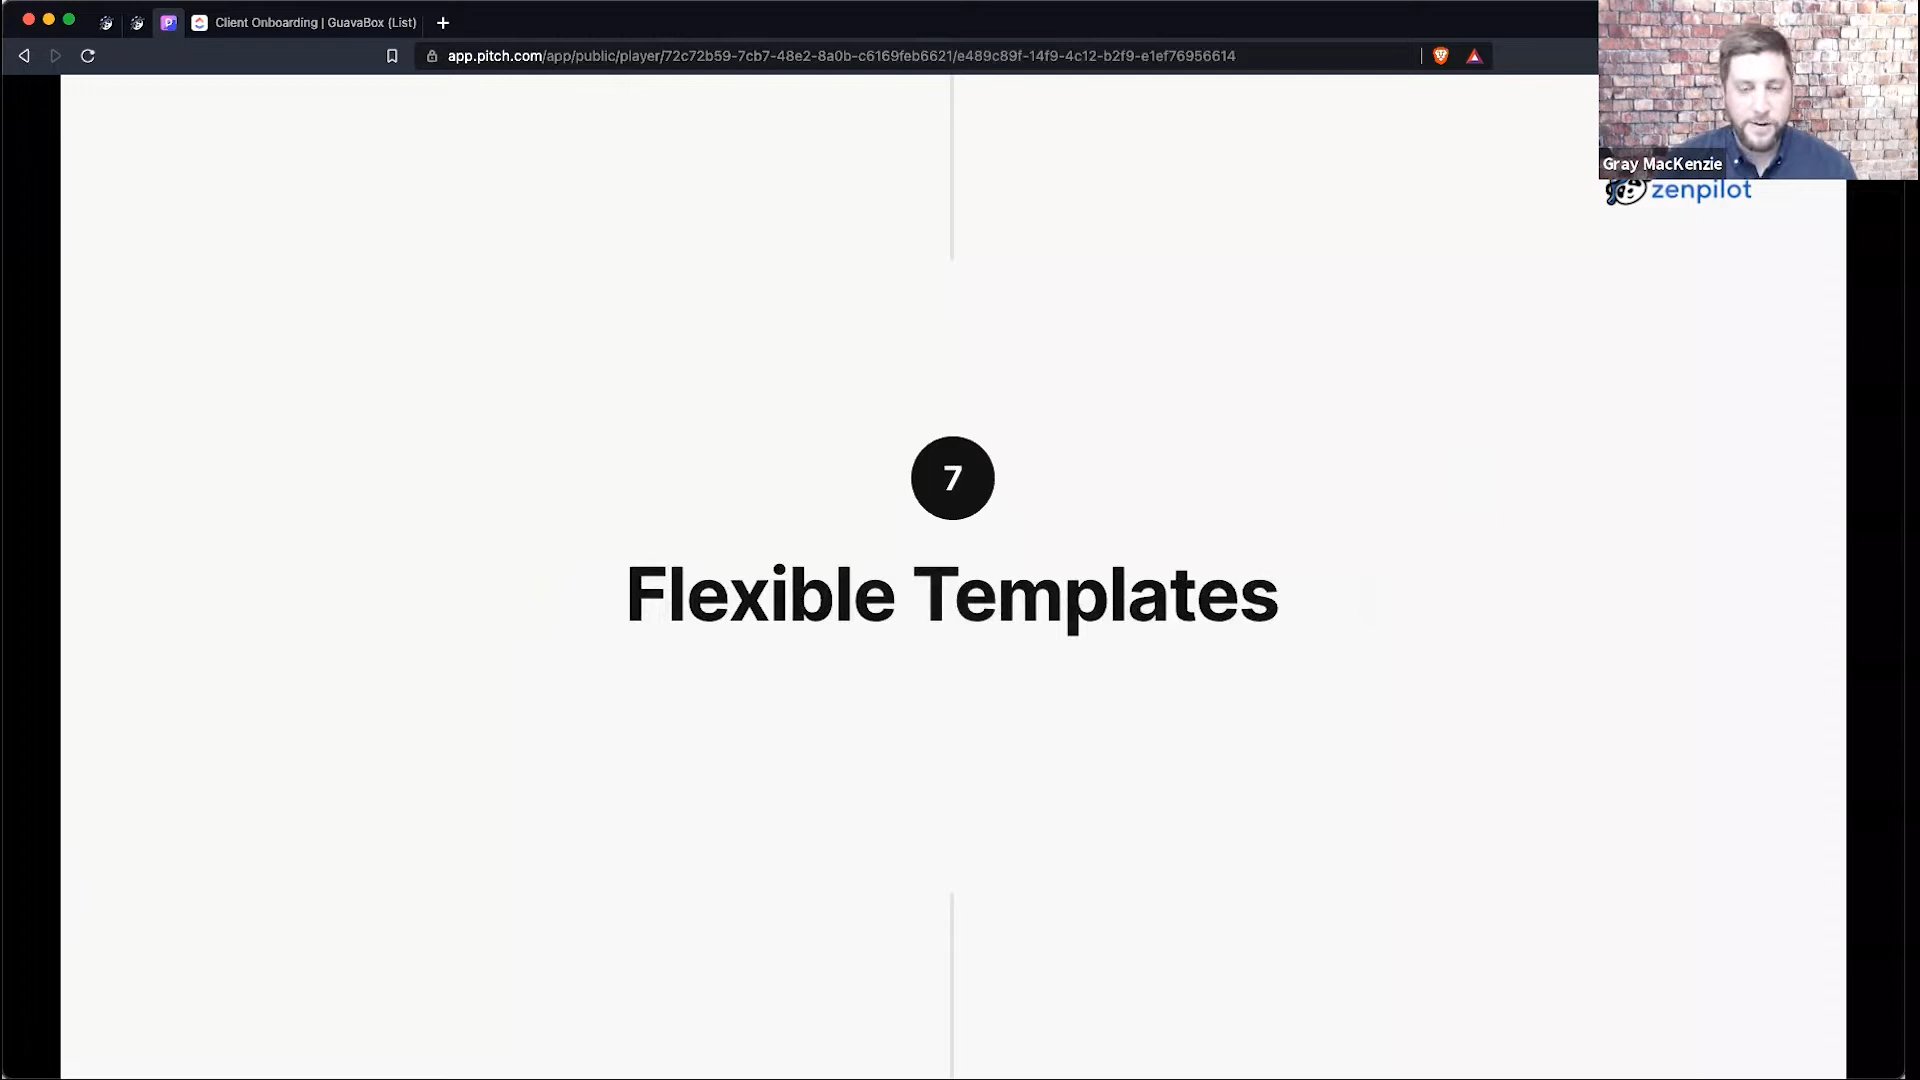 Client Onboarding | GuavaBox (List)
app.pitch.com/app/public/player/72c72b59-7cb7-48e2-8a0b-c6169feb6621/e489c89f-14f9-4c12-b2f9-e1ef76956614
Gray MacKenzie
zenpilot
7
Flexible Templates